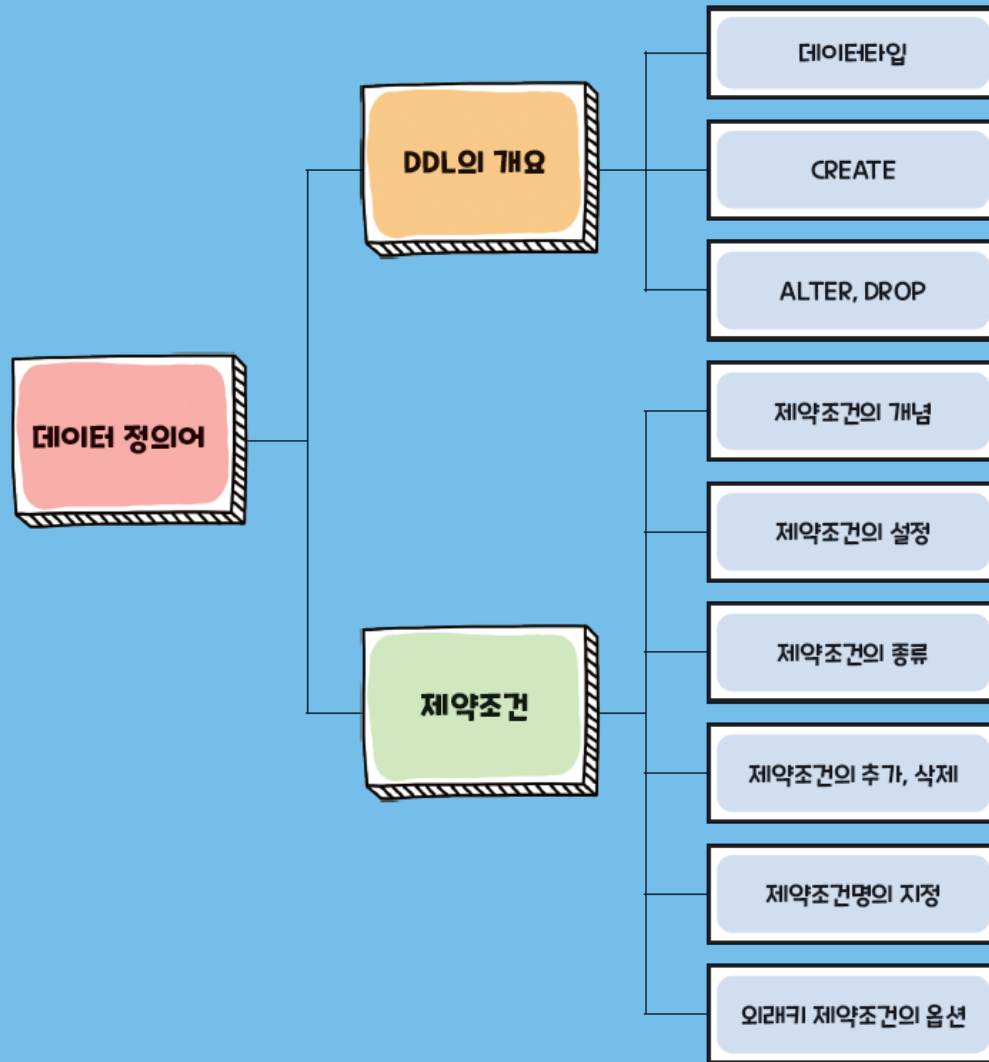 데이터 정의어
DDL의 개요
데이터타입
CREATE
ALTER, DROP
제약조건
제약조건의 개념
제약조건의 설정
제약조건의 종류
제약조건의 추가, 삭제
제약조건명의 지정
외래키 제약조건의 옵션